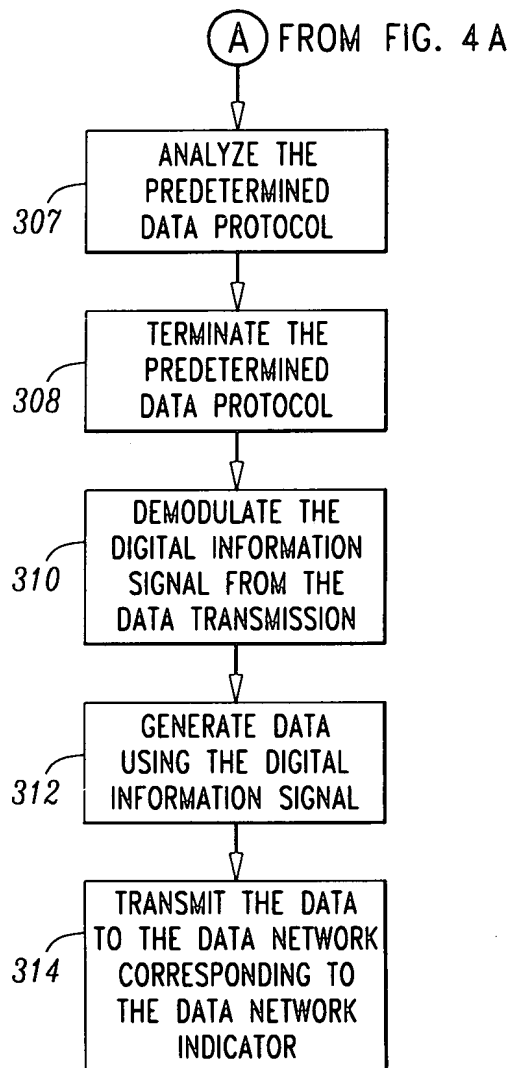 A FROM FIG. 4A
ANALYZE THE
PREDETERMINED
DATA PROTOCOL
307
TERMINATE THE
PREDETERMINED
DATA PROTOCOL
308
DEMODULATE THE
DIGITAL INFORMATION
SIGNAL FROM THE
DATA TRANSMISSION
310
GENERATE DATA
USING THE DIGITAL
INFORMATION SIGNAL
312
TRANSMIT THE DATA
TO THE DATA NETWORK
CORRESPONDING TO
THE DATA NETWORK
INDICATOR
314